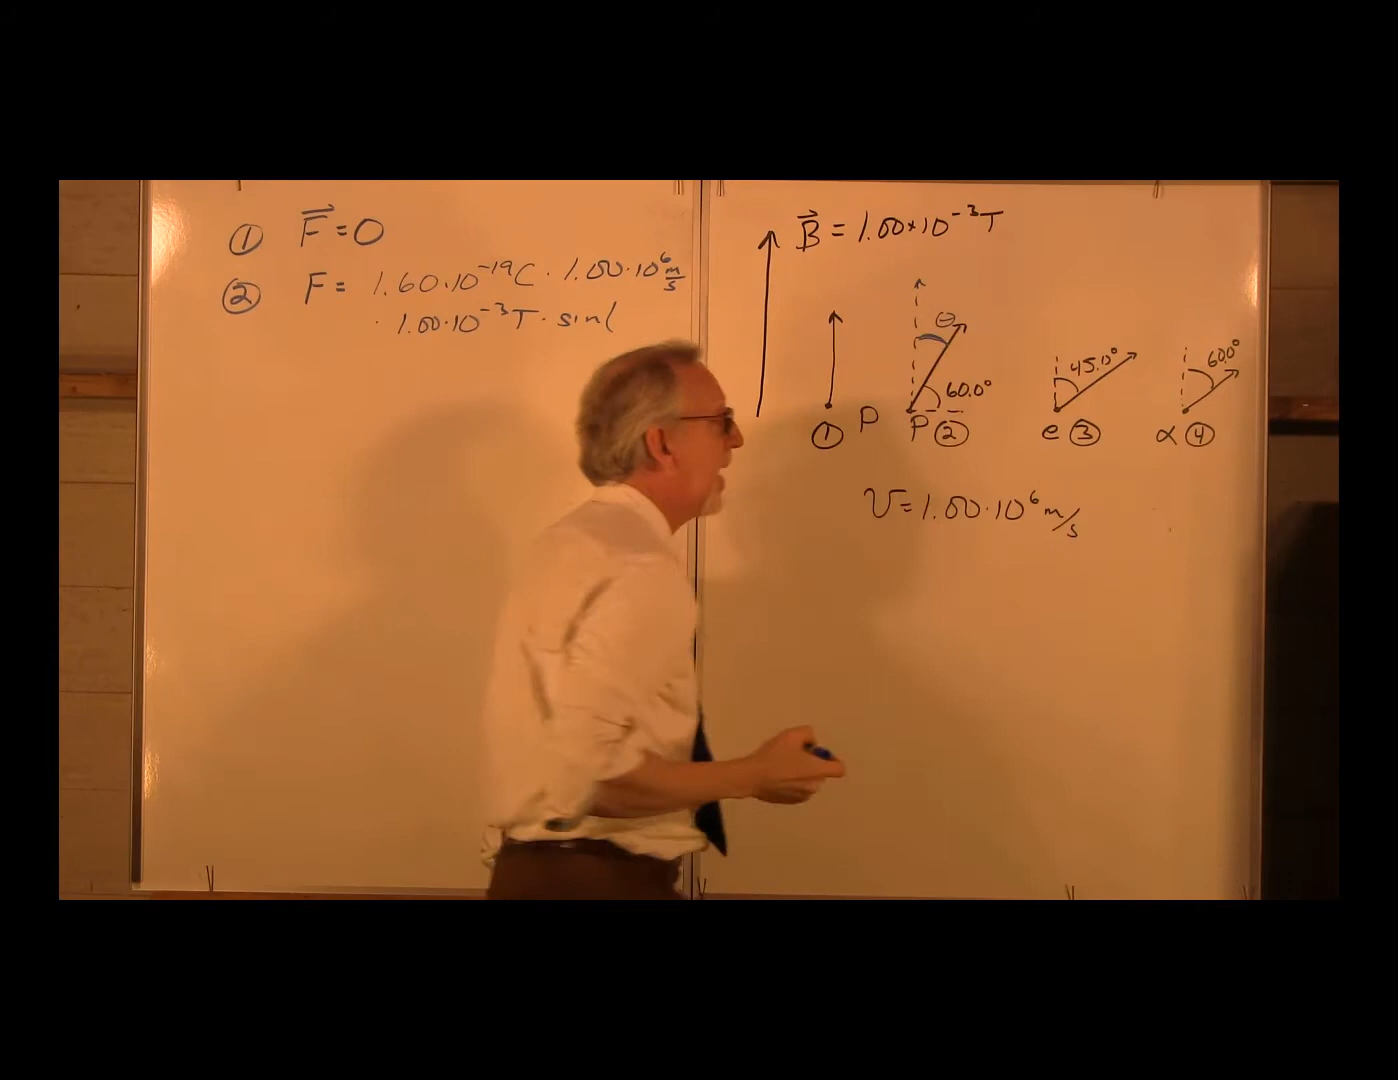 ① F⃗ = 0
② F = 1.60·10⁻¹⁹C · 1.00·10⁶ m/s
· 1.00·10⁻³T · sin(
B⃗ = 1.00×10⁻³T
θ
60.0°
45.0°
60.0°
① P
P ②
e ③
α ④
v = 1.00·10⁶ m/s